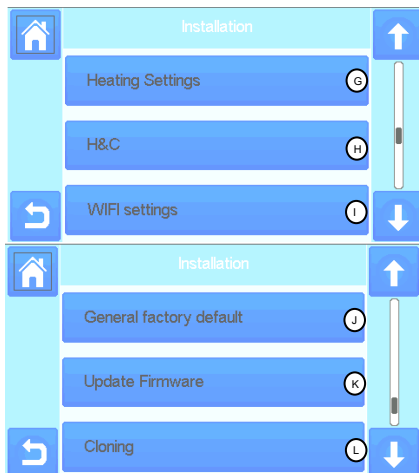 Installation
Heating Settings G
H&C H
WIFI settings I
Installation
General factory default J
Update Firmware K
Cloning L